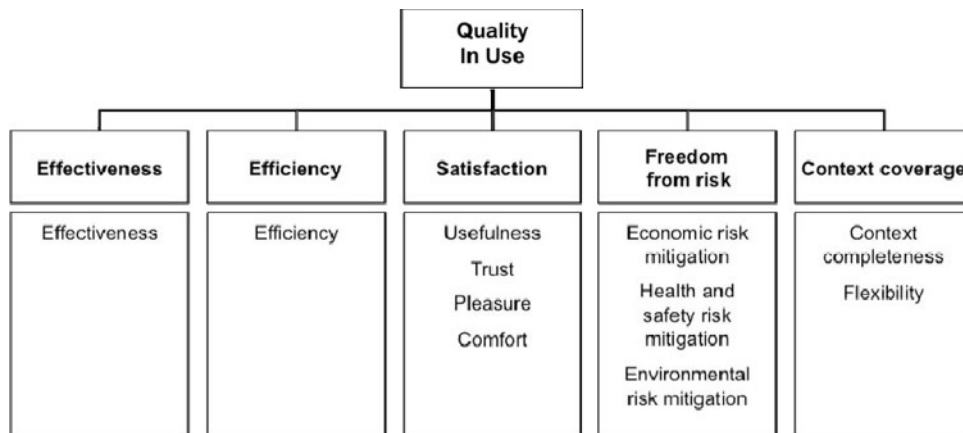 Quality
In Use
Effectiveness
Efficiency
Satisfaction
Freedom
from risk
Context coverage
Effectiveness
Efficiency
Usefulness
Trust
Pleasure
Comfort
Economic risk
mitigation
Health and
safety risk
mitigation
Environmental
risk mitigation
Context
completeness
Flexibility